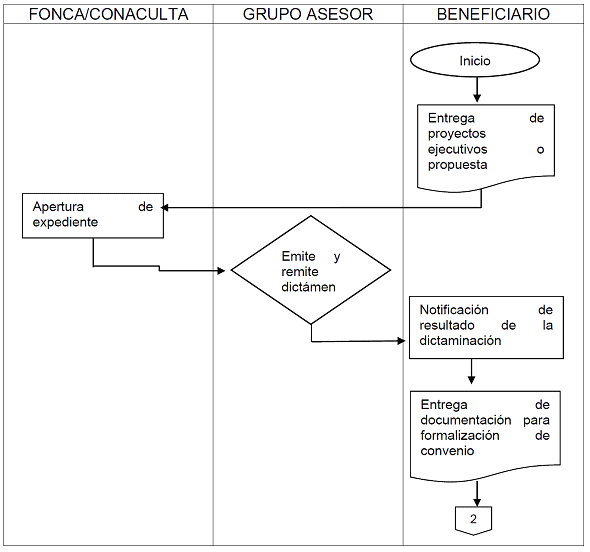 FONCA/CONACULTA
GRUPO ASESOR
BENEFICIARIO
Inicio
Entrega de
proyectos
ejecutivos o
propuesta
Apertura de
expediente
Emite y
remite
dictámen
Notificación de
resultado de la
dictaminación
Entrega de
documentación para
formalización de
convenio
2